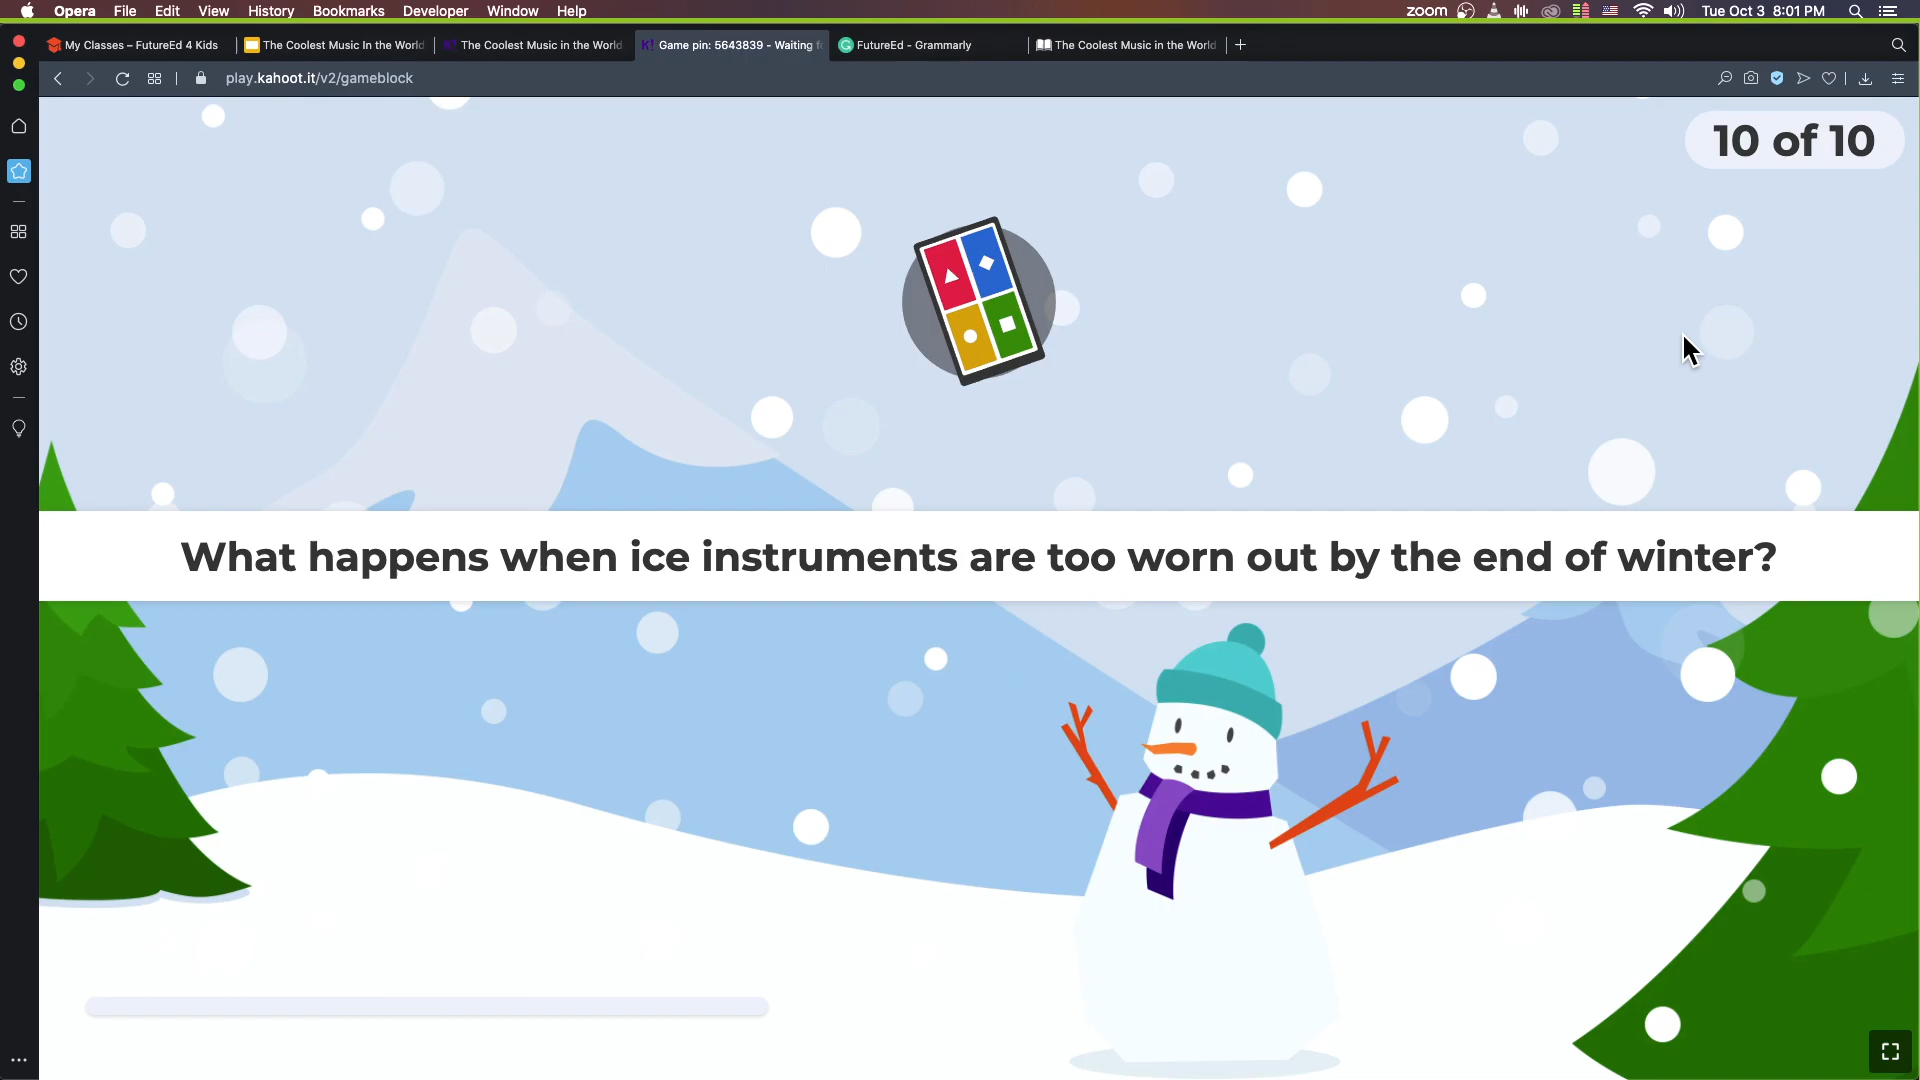 Opera File Edit View History Bookmarks Developer Window Help zoom Tue Oct 3 8:01 PM
My Classes – FutureEd 4 Kids The Coolest Music In the World K! The Coolest Music in the World K! Game pin: 5643839 - Waiting f FutureEd - Grammarly The Coolest Music in the World
play.kahoot.it/v2/gameblock
10 of 10
What happens when ice instruments are too worn out by the end of winter?